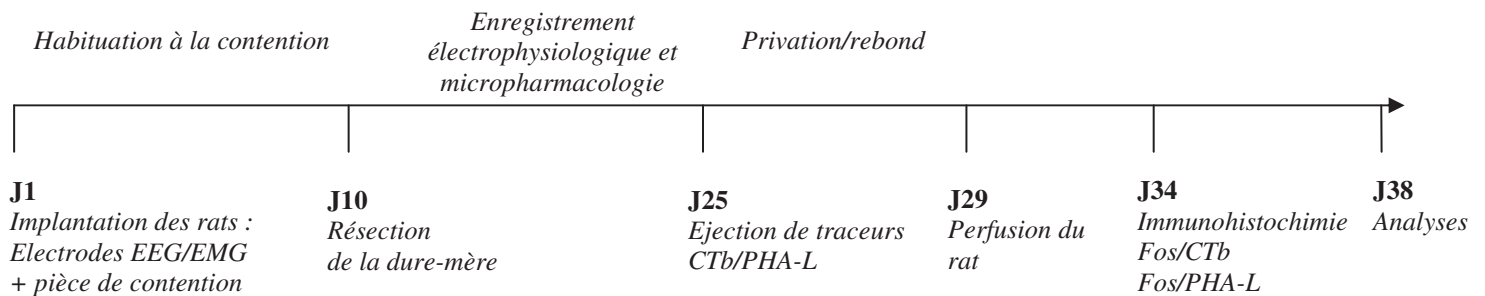 Habituation à la contention
Enregistrement
électrophysiologique et
micropharmacologie
Privation/rebond
J1
Implantation des rats :
Electrodes EEG/EMG
+ pièce de contention
J10
Résection
de la dure-mère
J25
Ejection de traceurs
CTb/PHA-L
J29
Perfusion du
rat
J34
Immunohistochimie
Fos/CTb
Fos/PHA-L
J38
Analyses